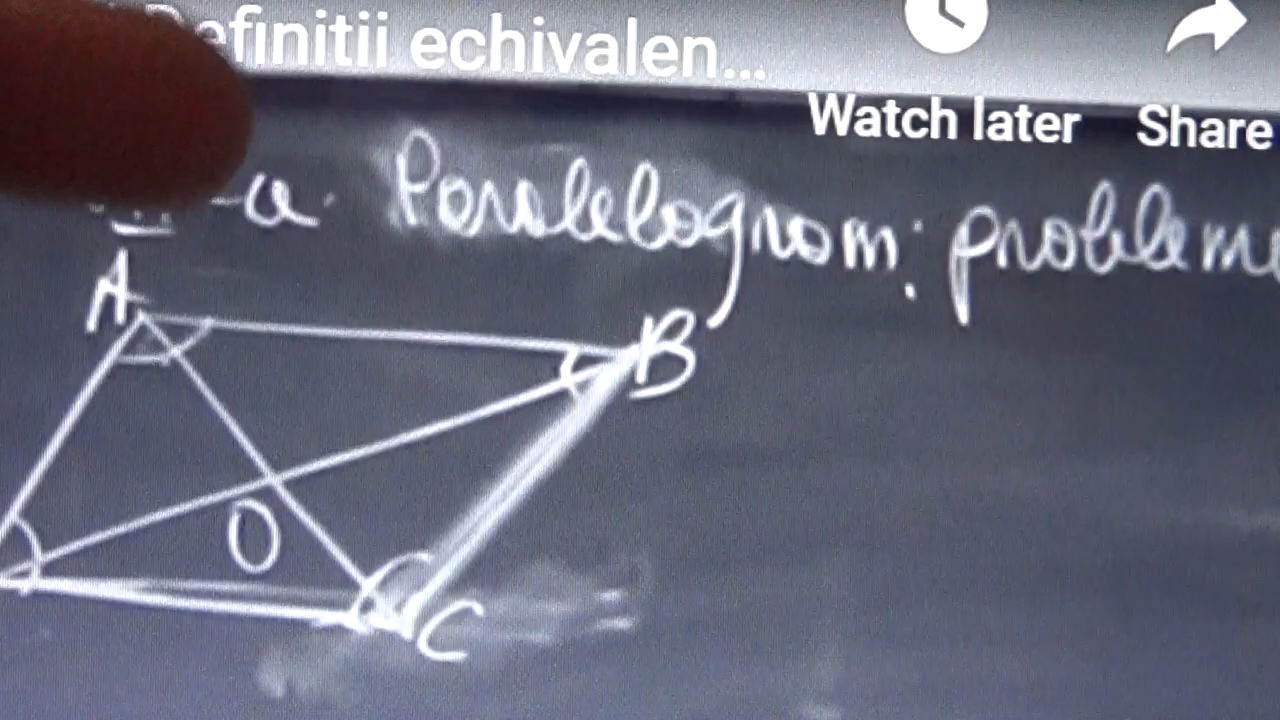 efinitii echivalen...
Watch later Share
-a. Paralelogram: problem
A
B
O
C